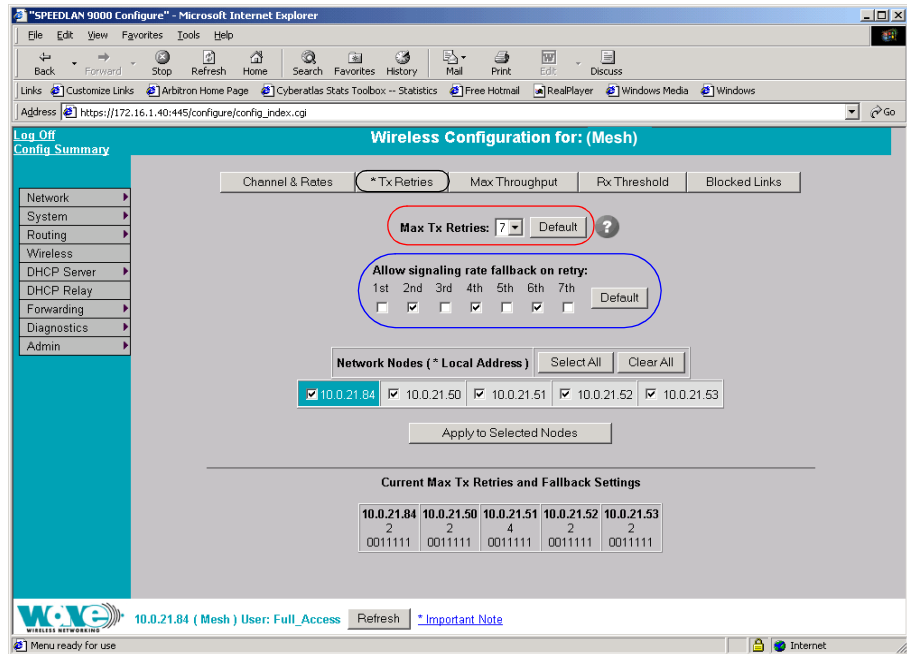 "SPEEDLAN 9000 Configure" - Microsoft Internet Explorer
File Edit View Favorites Tools Help
Back Forward Stop Refresh Home Search Favorites History Mail Print Edit Discuss
Links Customize Links Arbitron Home Page Cyberatlas Stats Toolbox -- Statistics Free Hotmail RealPlayer Windows Media Windows
Address https://172.16.1.40:445/configure/config_index.cgi Go
Log Off
Config Summary
Wireless Configuration for: (Mesh)
Channel & Rates * Tx Retries Max Throughput Rx Threshold Blocked Links
Network
System
Routing
Wireless
DHCP Server
DHCP Relay
Forwarding
Diagnostics
Admin
Max Tx Retries: 7 Default ?
Allow signaling rate fallback on retry:
1st 2nd 3rd 4th 5th 6th 7th
Default
Network Nodes ( * Local Address ) Select All Clear All
10.0.21.84 10.0.21.50 10.0.21.51 10.0.21.52 10.0.21.53
Apply to Selected Nodes
Current Max Tx Retries and Fallback Settings
10.0.21.84 10.0.21.50 10.0.21.51 10.0.21.52 10.0.21.53
2 2 4 2 2
0011111 0011111 0011111 0011111 0011111
WAVE
WIRELESS NETWORKING
10.0.21.84 ( Mesh ) User: Full_Access Refresh * Important Note
Menu ready for use Internet